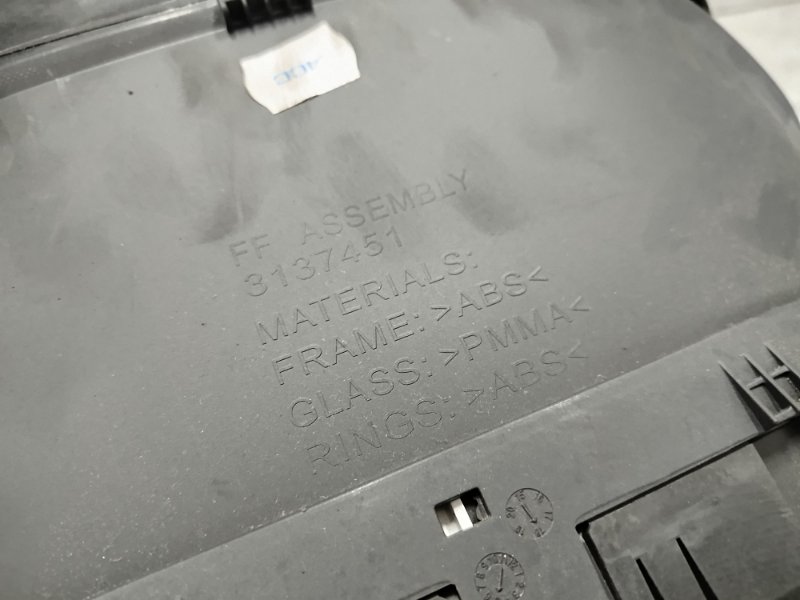 FF ASSEMBLY
3137451
MATERIALS:
FRAME: >ABS<
GLASS: >PMMA<
RINGS: >ABS<